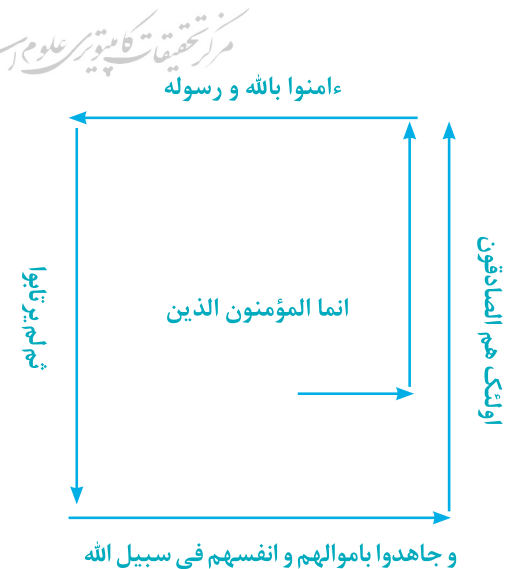 مرکز تحقیقات کامپیوتری علوم
انما المؤمنون الذین
ءامنوا بالله و رسوله
ثم لم یرتابوا
و جاهدوا باموالهم و انفسهم فی سبیل الله
اولئک هم الصادقون